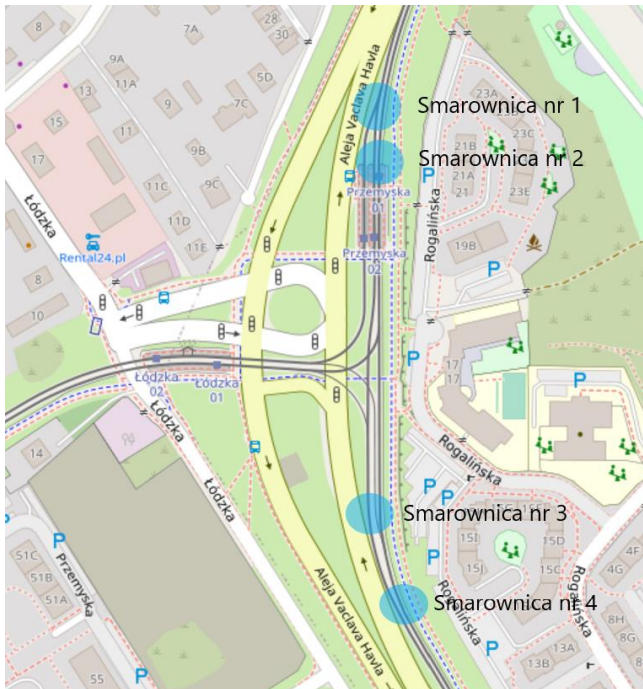 Smarownica nr 1
Smarownica nr 2
Smarownica nr 3
Smarownica nr 4
Aleja Vaclava Havla
Przemyska
01
Przemyska
02
Łódzka
02
Łódzka
01
Łódzka
Łódzka
Łódzka
Rental24.pl
Rogalińska
Rogalińska
Rogalińska
Rogalińska
Aleja Vaclava Havla
Przemyska
8
9A
11A
13
15
17
9
7C
5D
28
30
11C
9B
9C
11D
11E
8
10
14
23A
23C
21B
21A
21
23E
19B
17
17
15I
15J
15D
15C
13A
13B
4G
4F
8H
8G
51C
51B
51A
55
P
P
P
P
P
P
P
P
P
P